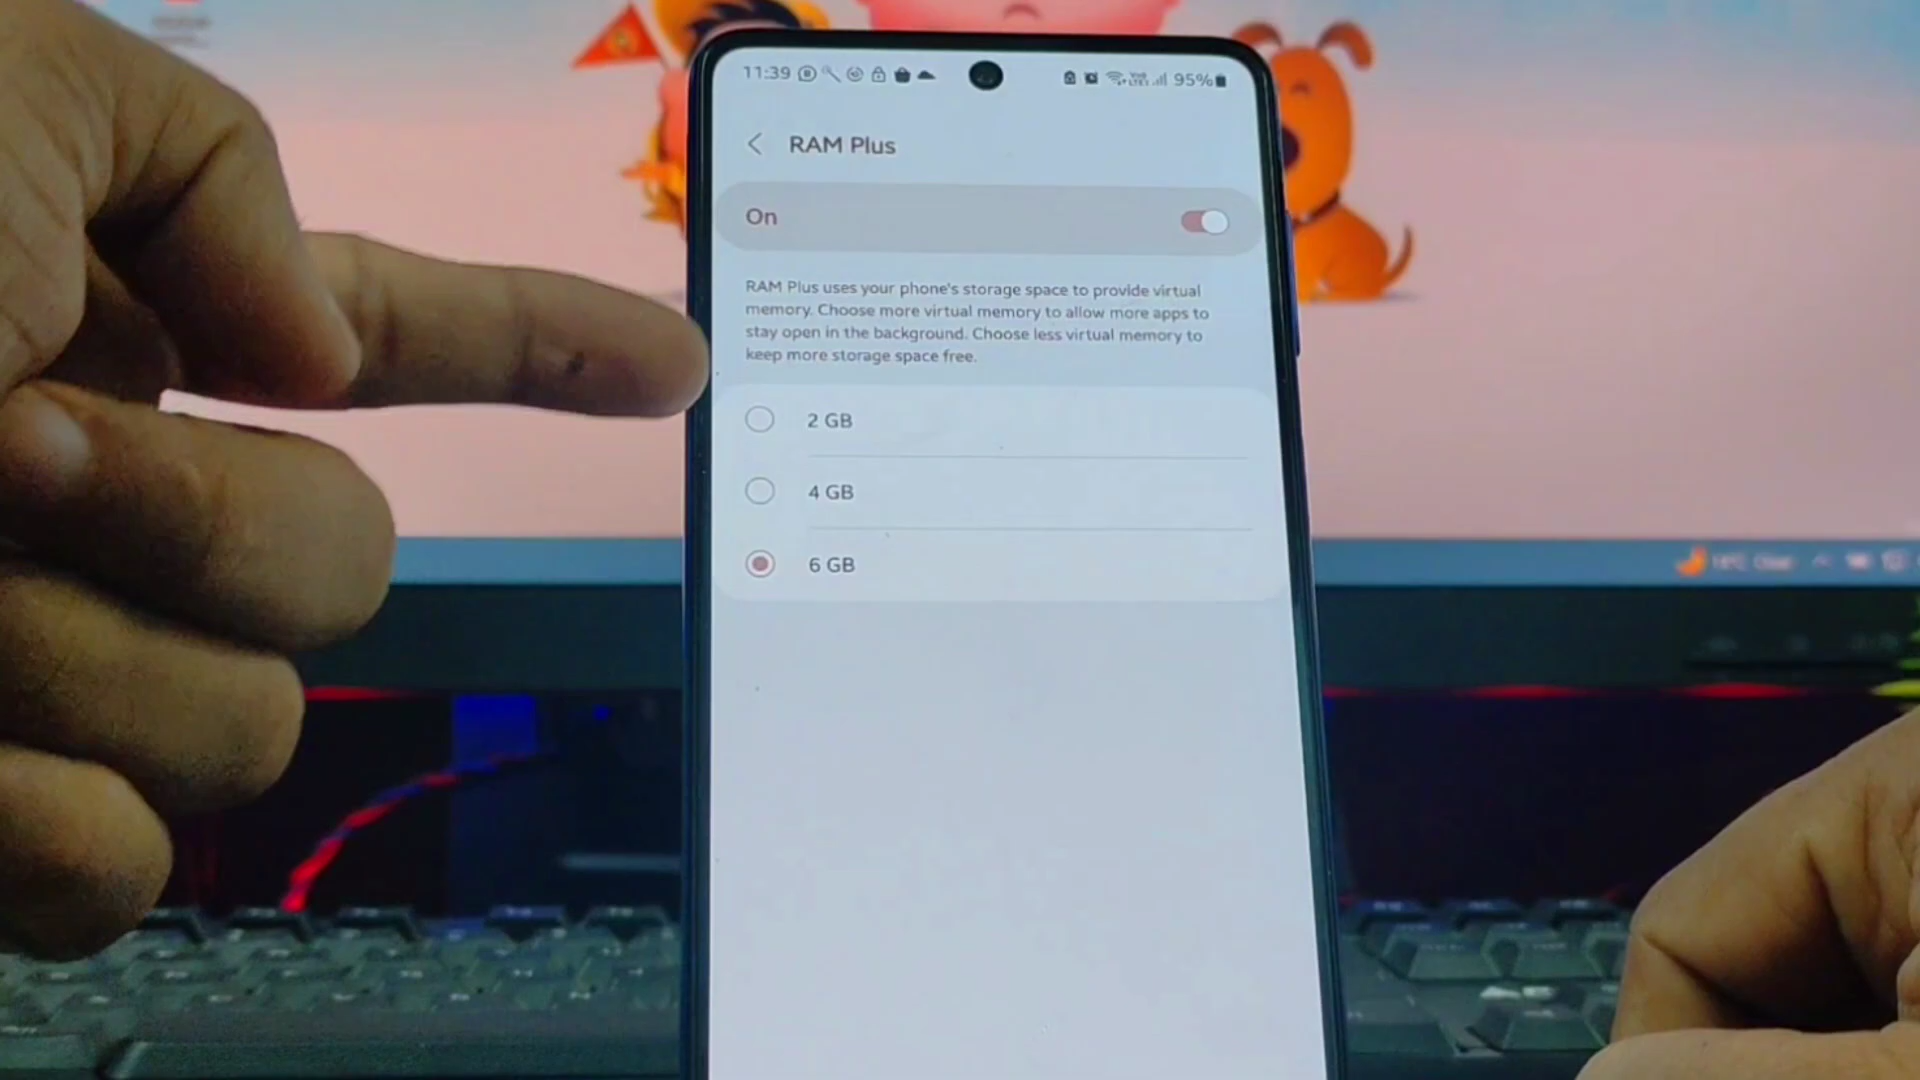 11:39
95%
RAM Plus
On
RAM Plus uses your phone's storage space to provide virtual
memory. Choose more virtual memory to allow more apps to
stay open in the background. Choose less virtual memory to
keep more storage space free.
2 GB
4 GB
6 GB